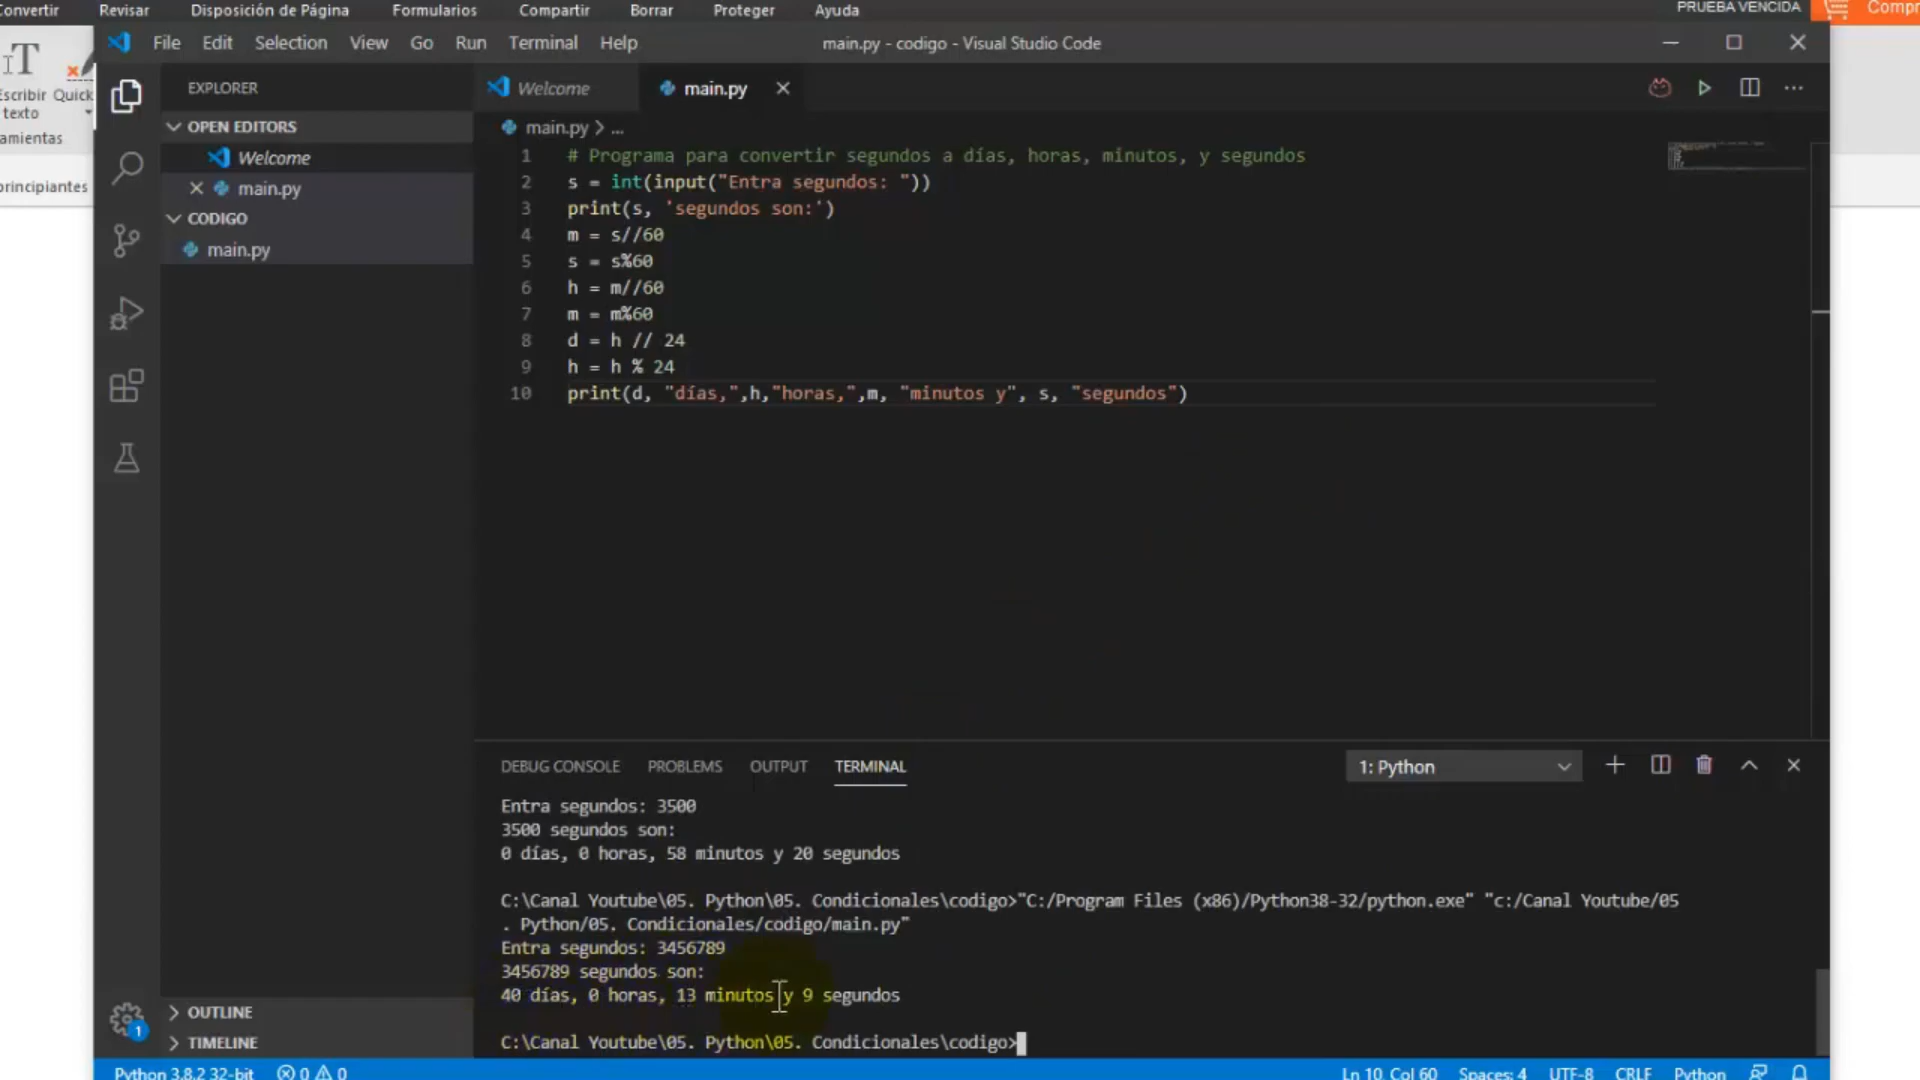 Convertir Revisar Disposición de Página Formularios Compartir Borrar Proteger Ayuda PRUEBA VENCIDA
File Edit Selection View Go Run Terminal Help main.py - codigo - Visual Studio Code
Escribir Quick
texto
principiantes
EXPLORER
OPEN EDITORS
Welcome
main.py
CODIGO
main.py
OUTLINE
TIMELINE
Welcome main.py
main.py > ...
1 # Programa para convertir segundos a días, horas, minutos, y segundos
2 s = int(input("Entra segundos: "))
3 print(s, 'segundos son:')
4 m = s//60
5 s = s%60
6 h = m//60
7 m = m%60
8 d = h // 24
9 h = h % 24
10 print(d, "días,",h,"horas,",m, "minutos y", s, "segundos")
DEBUG CONSOLE PROBLEMS OUTPUT TERMINAL 1: Python
Entra segundos: 3500
3500 segundos son:
0 días, 0 horas, 58 minutos y 20 segundos
C:\Canal Youtube\05. Python\05. Condicionales\codigo>"C:/Program Files (x86)/Python38-32/python.exe" "c:/Canal Youtube/05
. Python/05. Condicionales/codigo/main.py"
Entra segundos: 3456789
3456789 segundos son:
40 días, 0 horas, 13 minutos y 9 segundos
C:\Canal Youtube\05. Python\05. Condicionales\codigo>
1
Python 3.8.2 32-bit 0 0 Ln 10, Col 60 Spaces: 4 UTF-8 CRLF Python